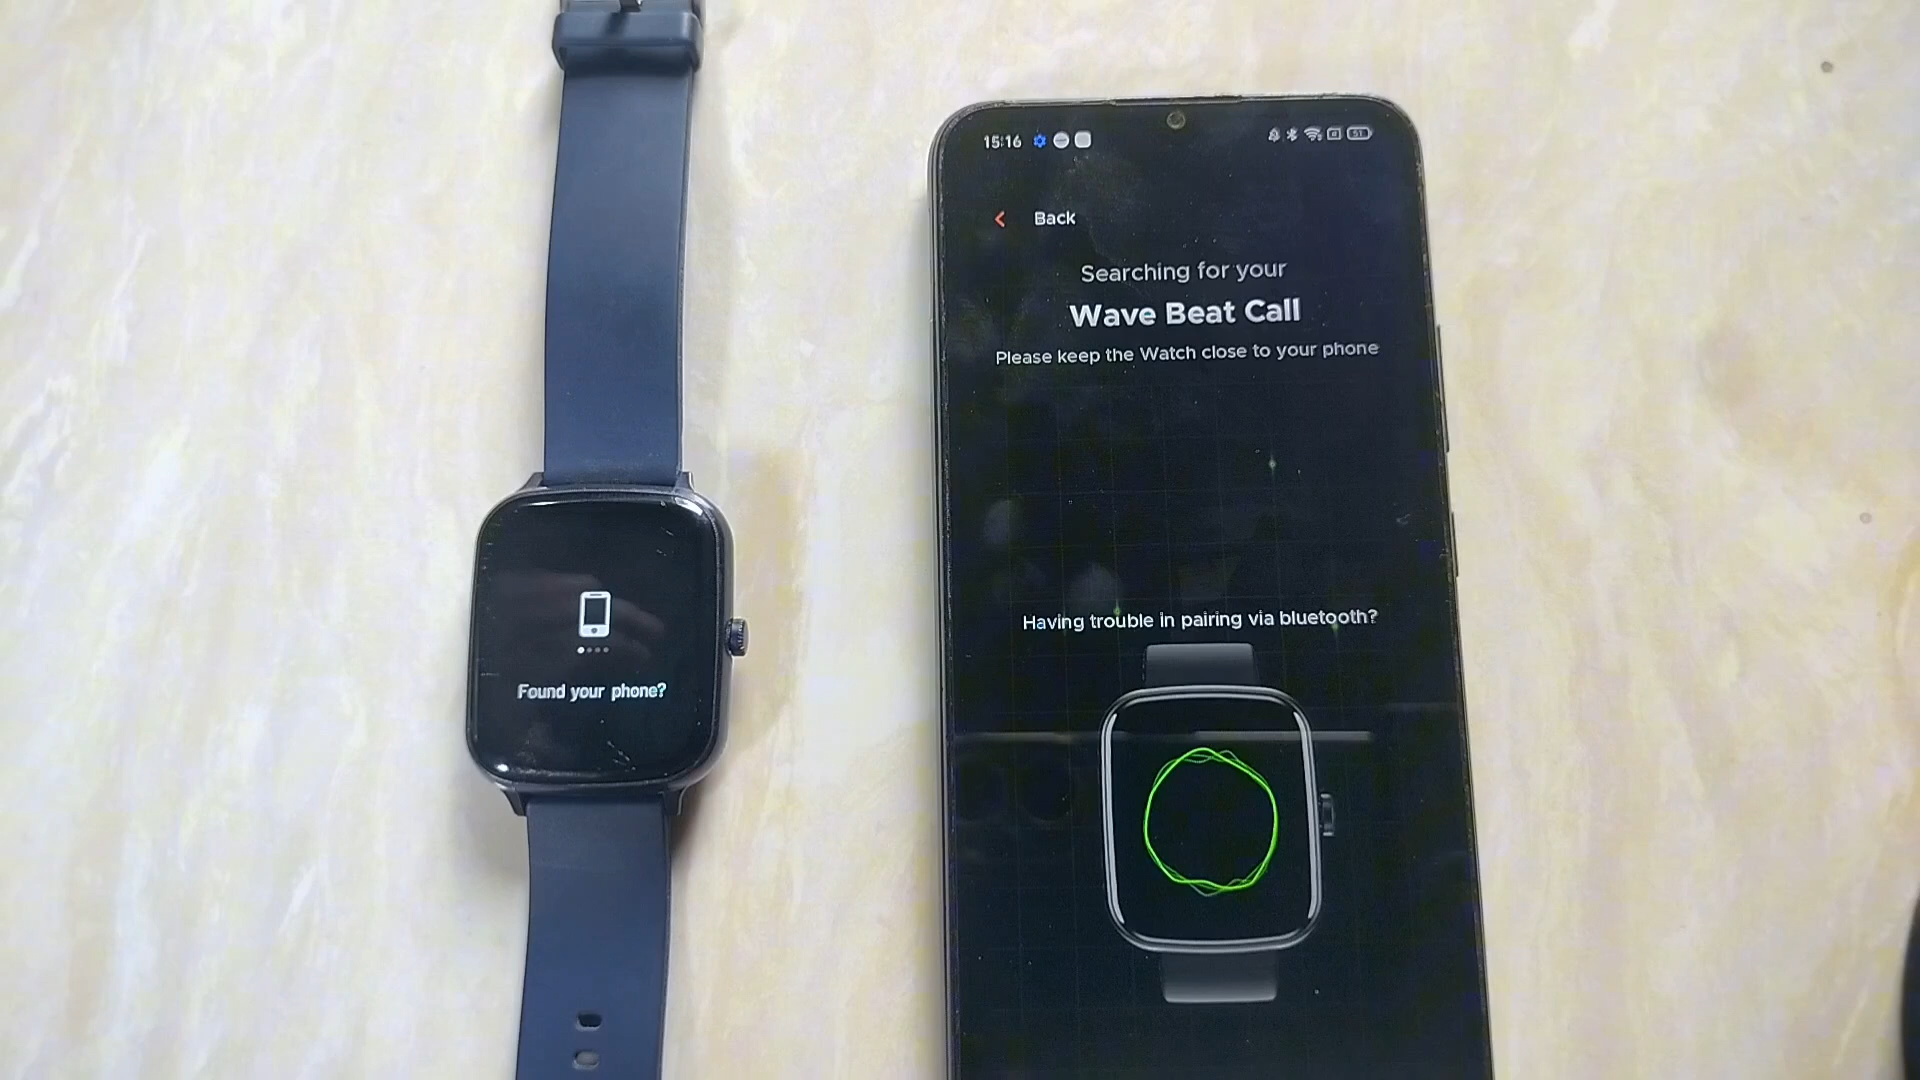 Found your phone?
15:16
51
Back
Searching for your
Wave Beat Call
Please keep the Watch close to your phone
Having trouble in pairing via bluetooth?